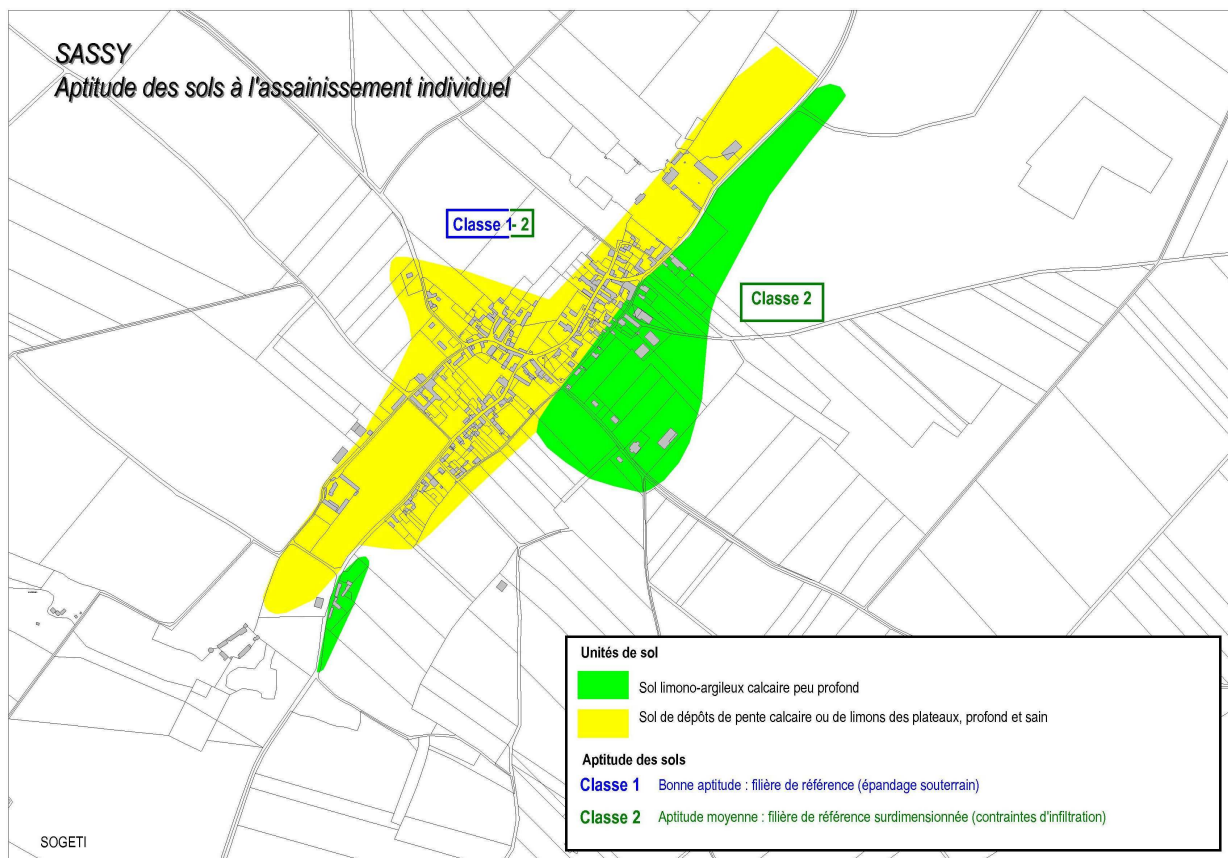 SASSY
Aptitude des sols à l'assainissement individuel
Classe 1- 2
Classe 2
Unités de sol
Sol limono-argileux calcaire peu profond
Sol de dépôts de pente calcaire ou de limons des plateaux, profond et sain
Aptitude des sols
Classe 1 Bonne aptitude : filière de référence (épandage souterrain)
Classe 2 Aptitude moyenne : filière de référence surdimensionnée (contraintes d'infiltration)
SOGETI